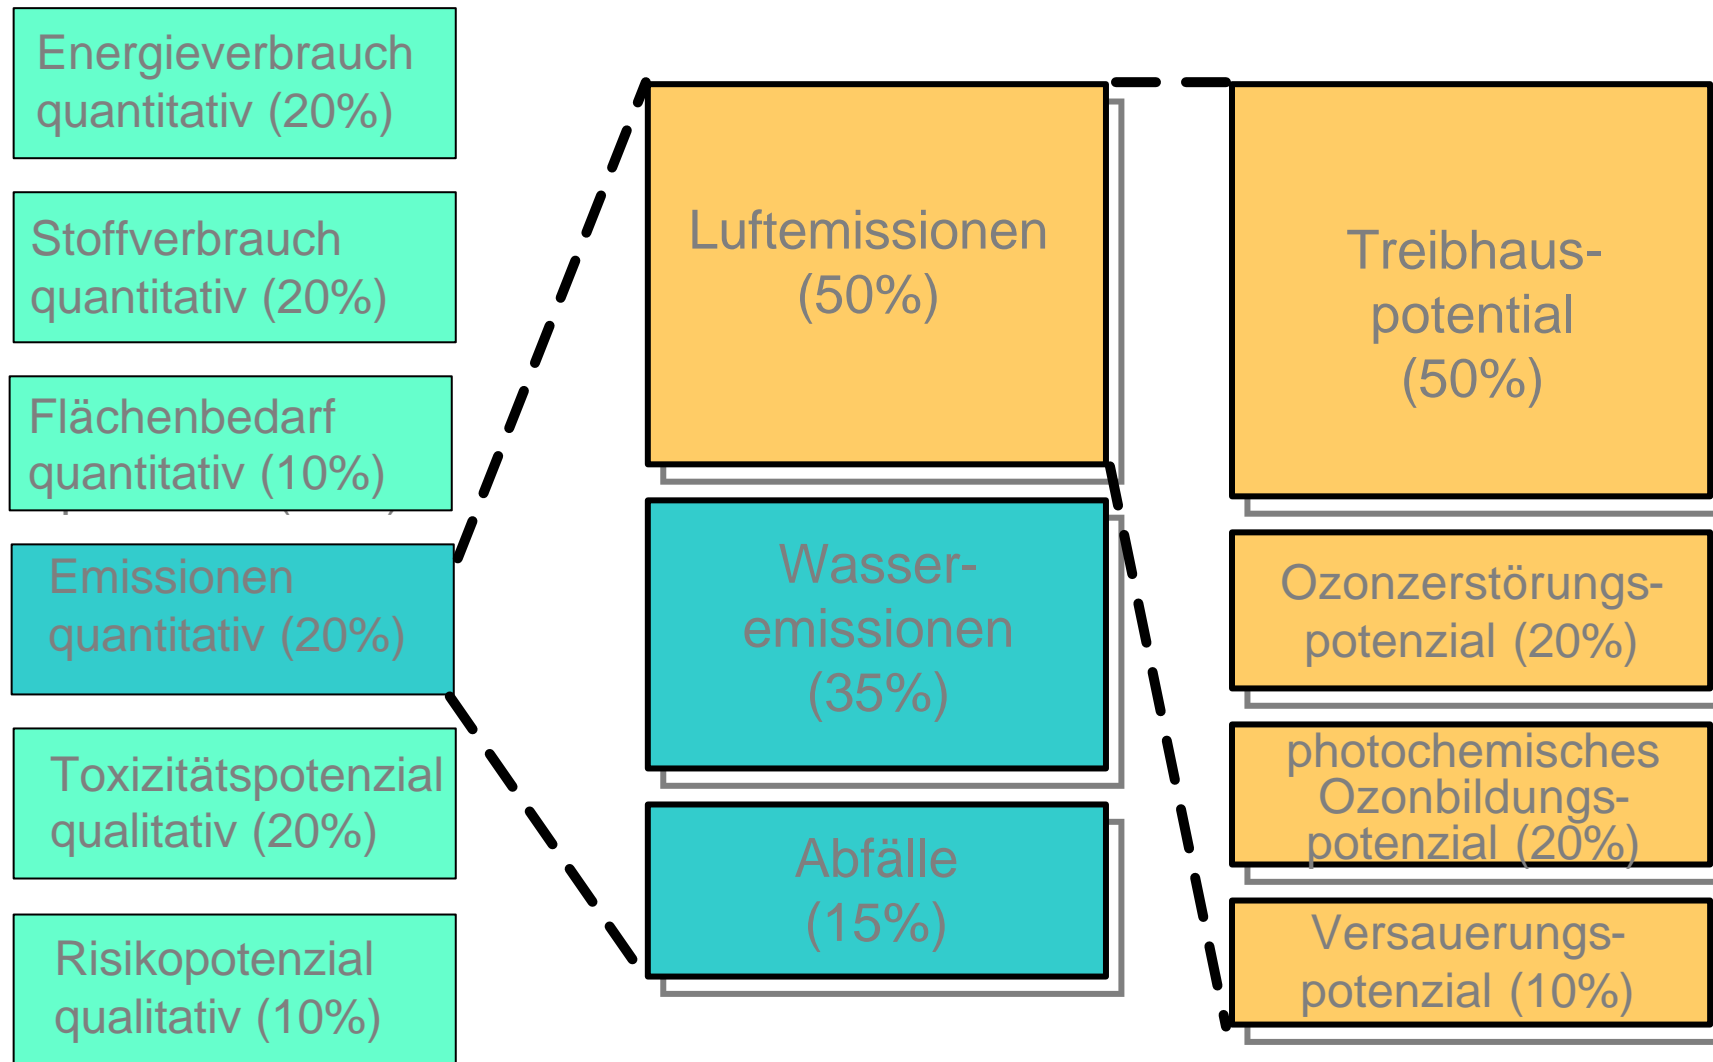 Energieverbrauch
quantitativ (20%)
Stoffverbrauch
quantitativ (20%)
Flächenbedarf
quantitativ (10%)
Emissionen
quantitativ (20%)
Toxizitätspotenzial
qualitativ (20%)
Risikopotenzial
qualitativ (10%)
Luftemissionen
(50%)
Wasser-
emissionen
(35%)
Abfälle
(15%)
Treibhaus-
potential
(50%)
Ozonzerstörungs-
potenzial (20%)
photochemisches
Ozonbildungs-
potenzial (20%)
Versauerungs-
potenzial (10%)